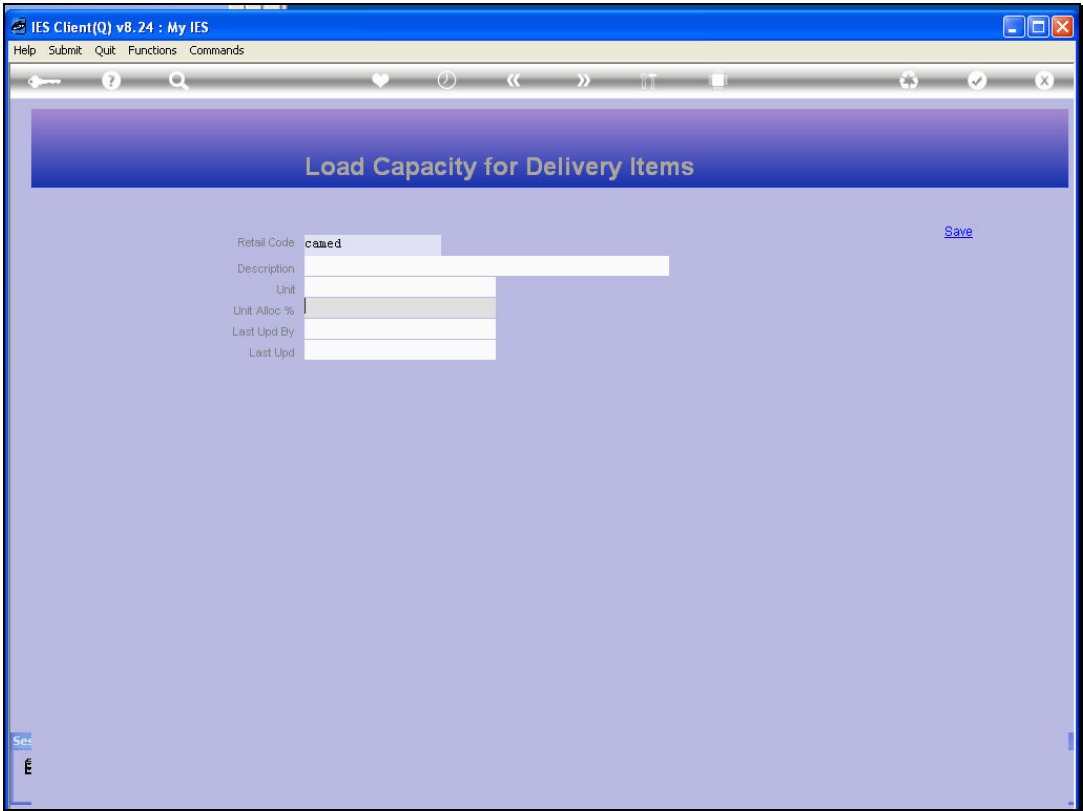 IES Client(Q) v8.24 : My IES
Help Submit Quit Functions Commands
Load Capacity for Delivery Items
Save
Retail Code camed
Description
Unit
Unit Alloc %
Last Upd By
Last Upd